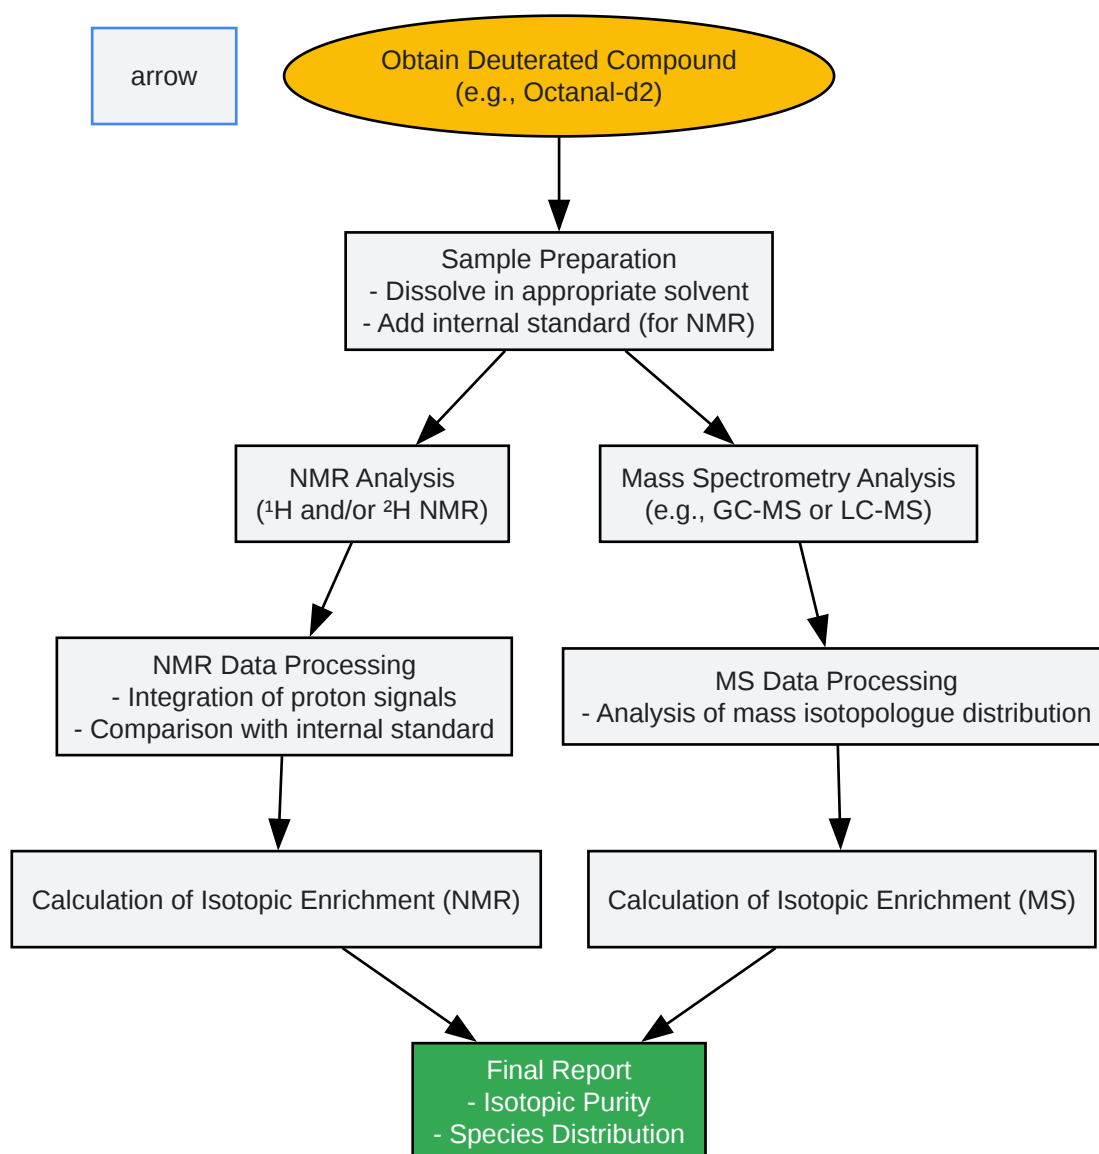 arrow
Obtain Deuterated Compound
(e.g., Octanal-d2)
Sample Preparation
- Dissolve in appropriate solvent
- Add internal standard (for NMR)
NMR Analysis
(¹H and/or ²H NMR)
Mass Spectrometry Analysis
(e.g., GC-MS or LC-MS)
NMR Data Processing
- Integration of proton signals
- Comparison with internal standard
MS Data Processing
- Analysis of mass isotopologue distribution
Calculation of Isotopic Enrichment (NMR)
Calculation of Isotopic Enrichment (MS)
Final Report
- Isotopic Purity
- Species Distribution